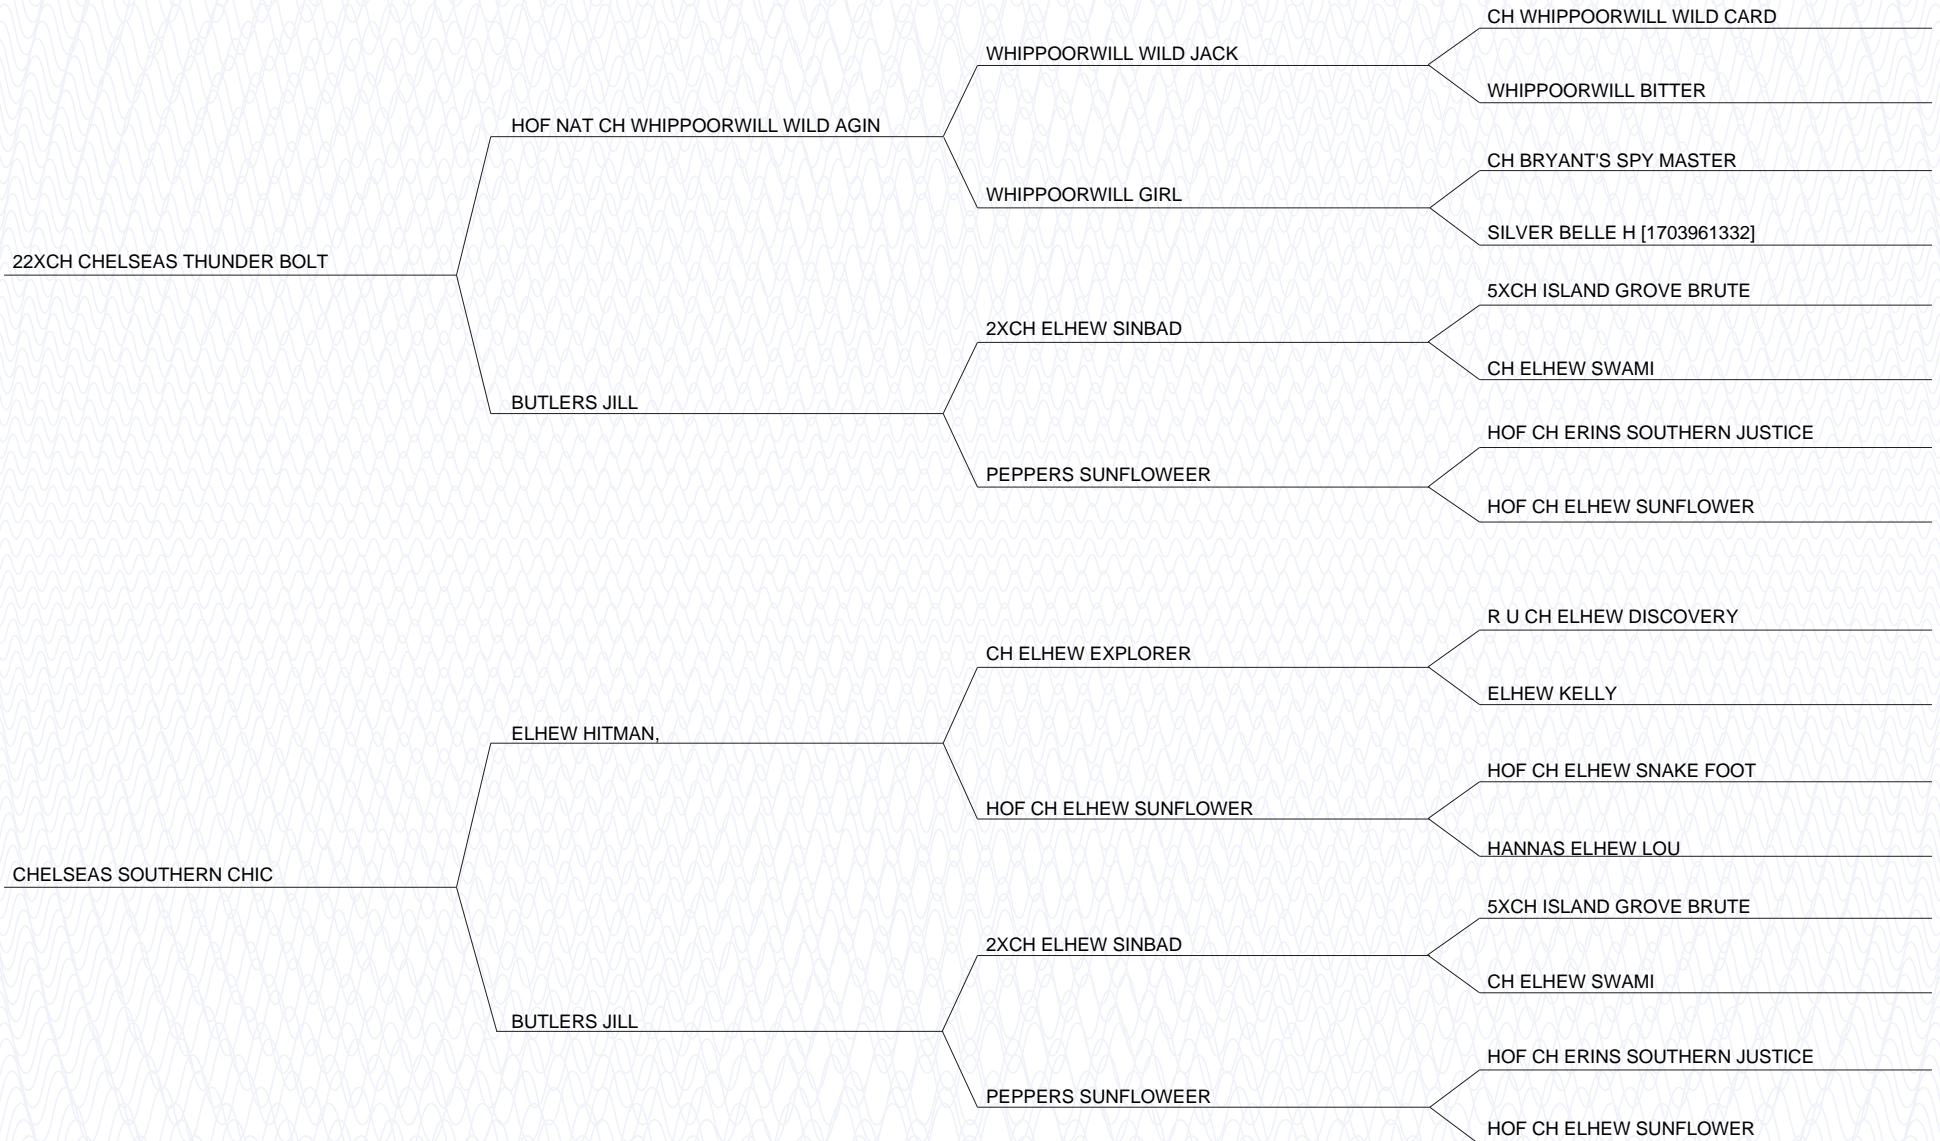 CH WHIPPOORWILL WILD CARD
WHIPPOORWILL WILD JACK
WHIPPOORWILL BITTER
HOF NAT CH WHIPPOORWILL WILD AGIN
CH BRYANT'S SPY MASTER
WHIPPOORWILL GIRL
SILVER BELLE H [1703961332]
22XCH CHELSEAS THUNDER BOLT
5XCH ISLAND GROVE BRUTE
2XCH ELHEW SINBAD
CH ELHEW SWAMI
BUTLERS JILL
HOF CH ERINS SOUTHERN JUSTICE
PEPPERS SUNFLOWEER
HOF CH ELHEW SUNFLOWER
R U CH ELHEW DISCOVERY
CH ELHEW EXPLORER
ELHEW KELLY
ELHEW HITMAN,
HOF CH ELHEW SNAKE FOOT
HOF CH ELHEW SUNFLOWER
HANNAS ELHEW LOU
CHELSEAS SOUTHERN CHIC
5XCH ISLAND GROVE BRUTE
2XCH ELHEW SINBAD
CH ELHEW SWAMI
BUTLERS JILL
HOF CH ERINS SOUTHERN JUSTICE
PEPPERS SUNFLOWEER
HOF CH ELHEW SUNFLOWER